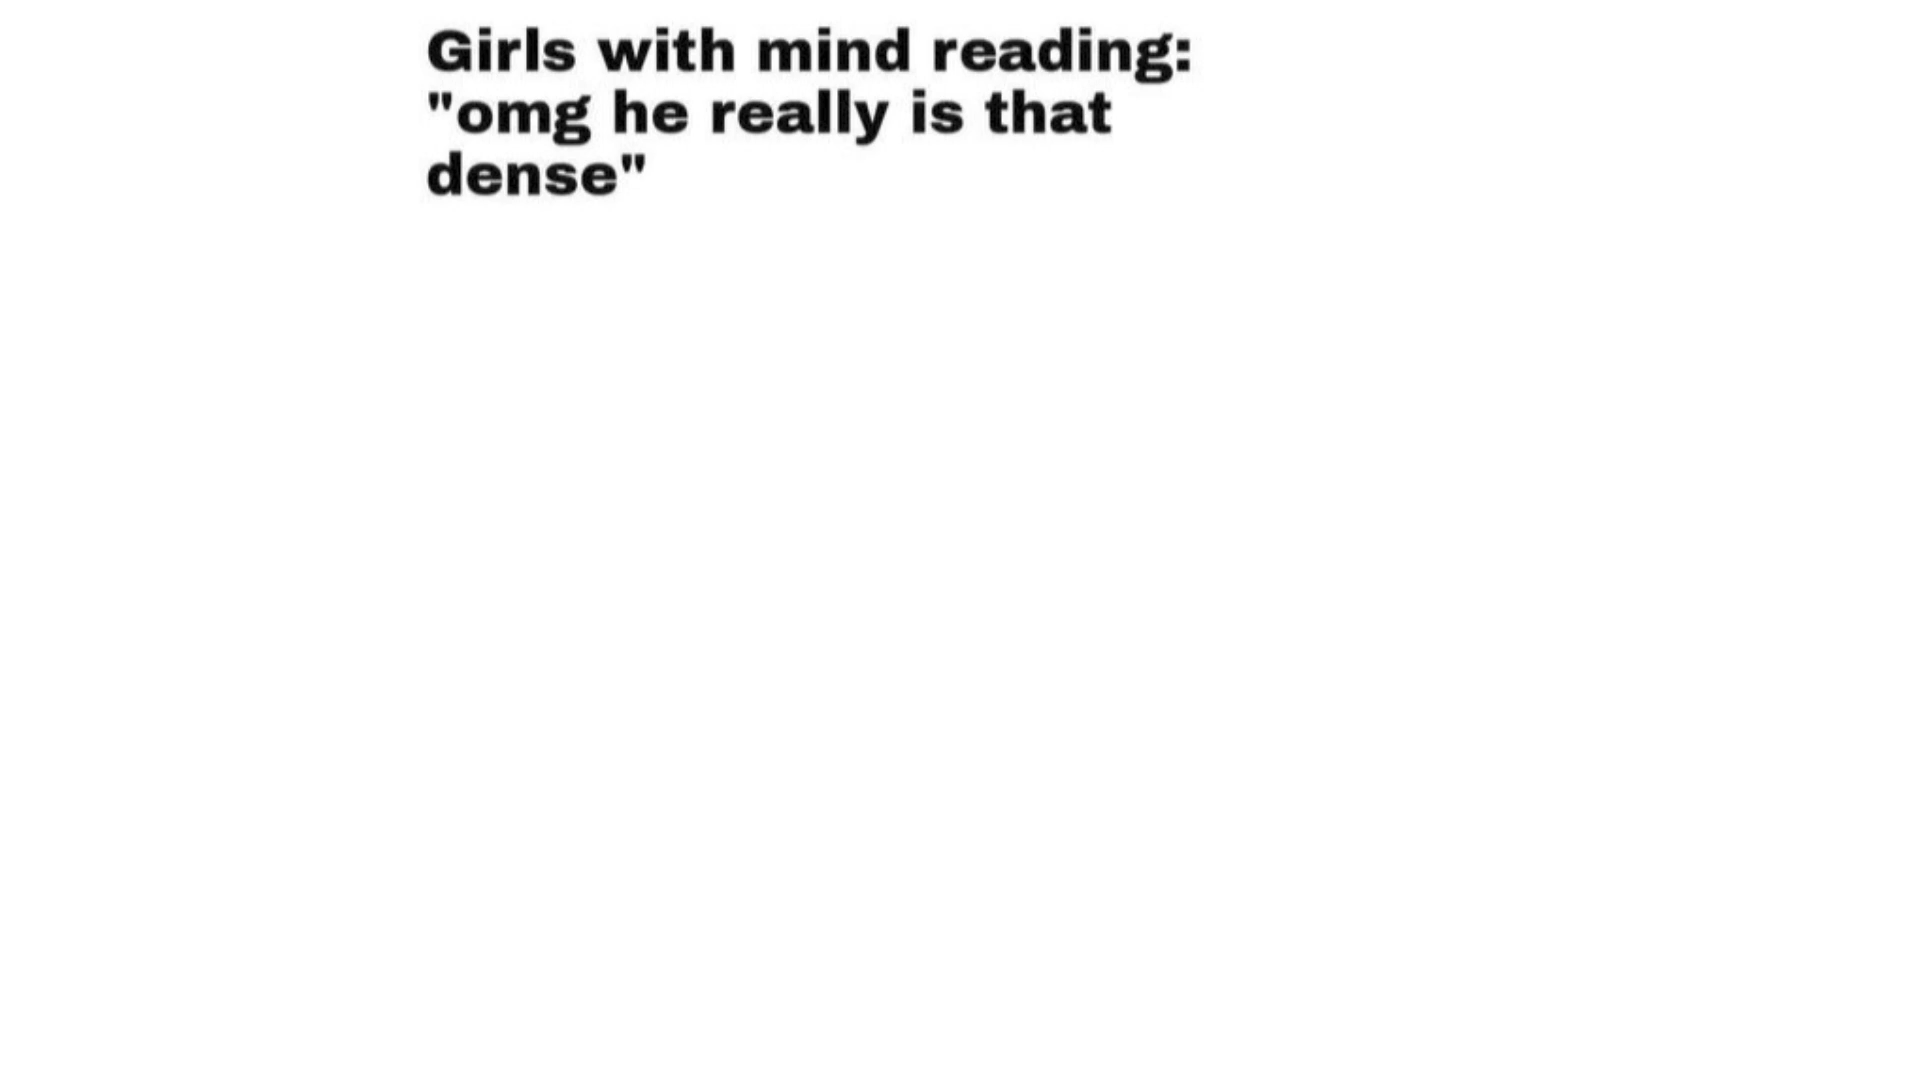 Girls with mind reading:
"omg he really is that
dense"